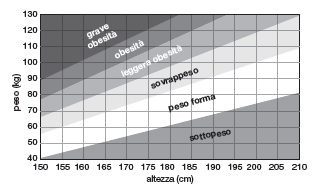 130
120
110
100
90
80
70
60
50
40
peso (kg)
grave
obesità
obesità
leggera obesità
sovrappeso
peso forma
sottopeso
150 155 160 165 170 175 180 185 190 195 200 205 210
altezza (cm)